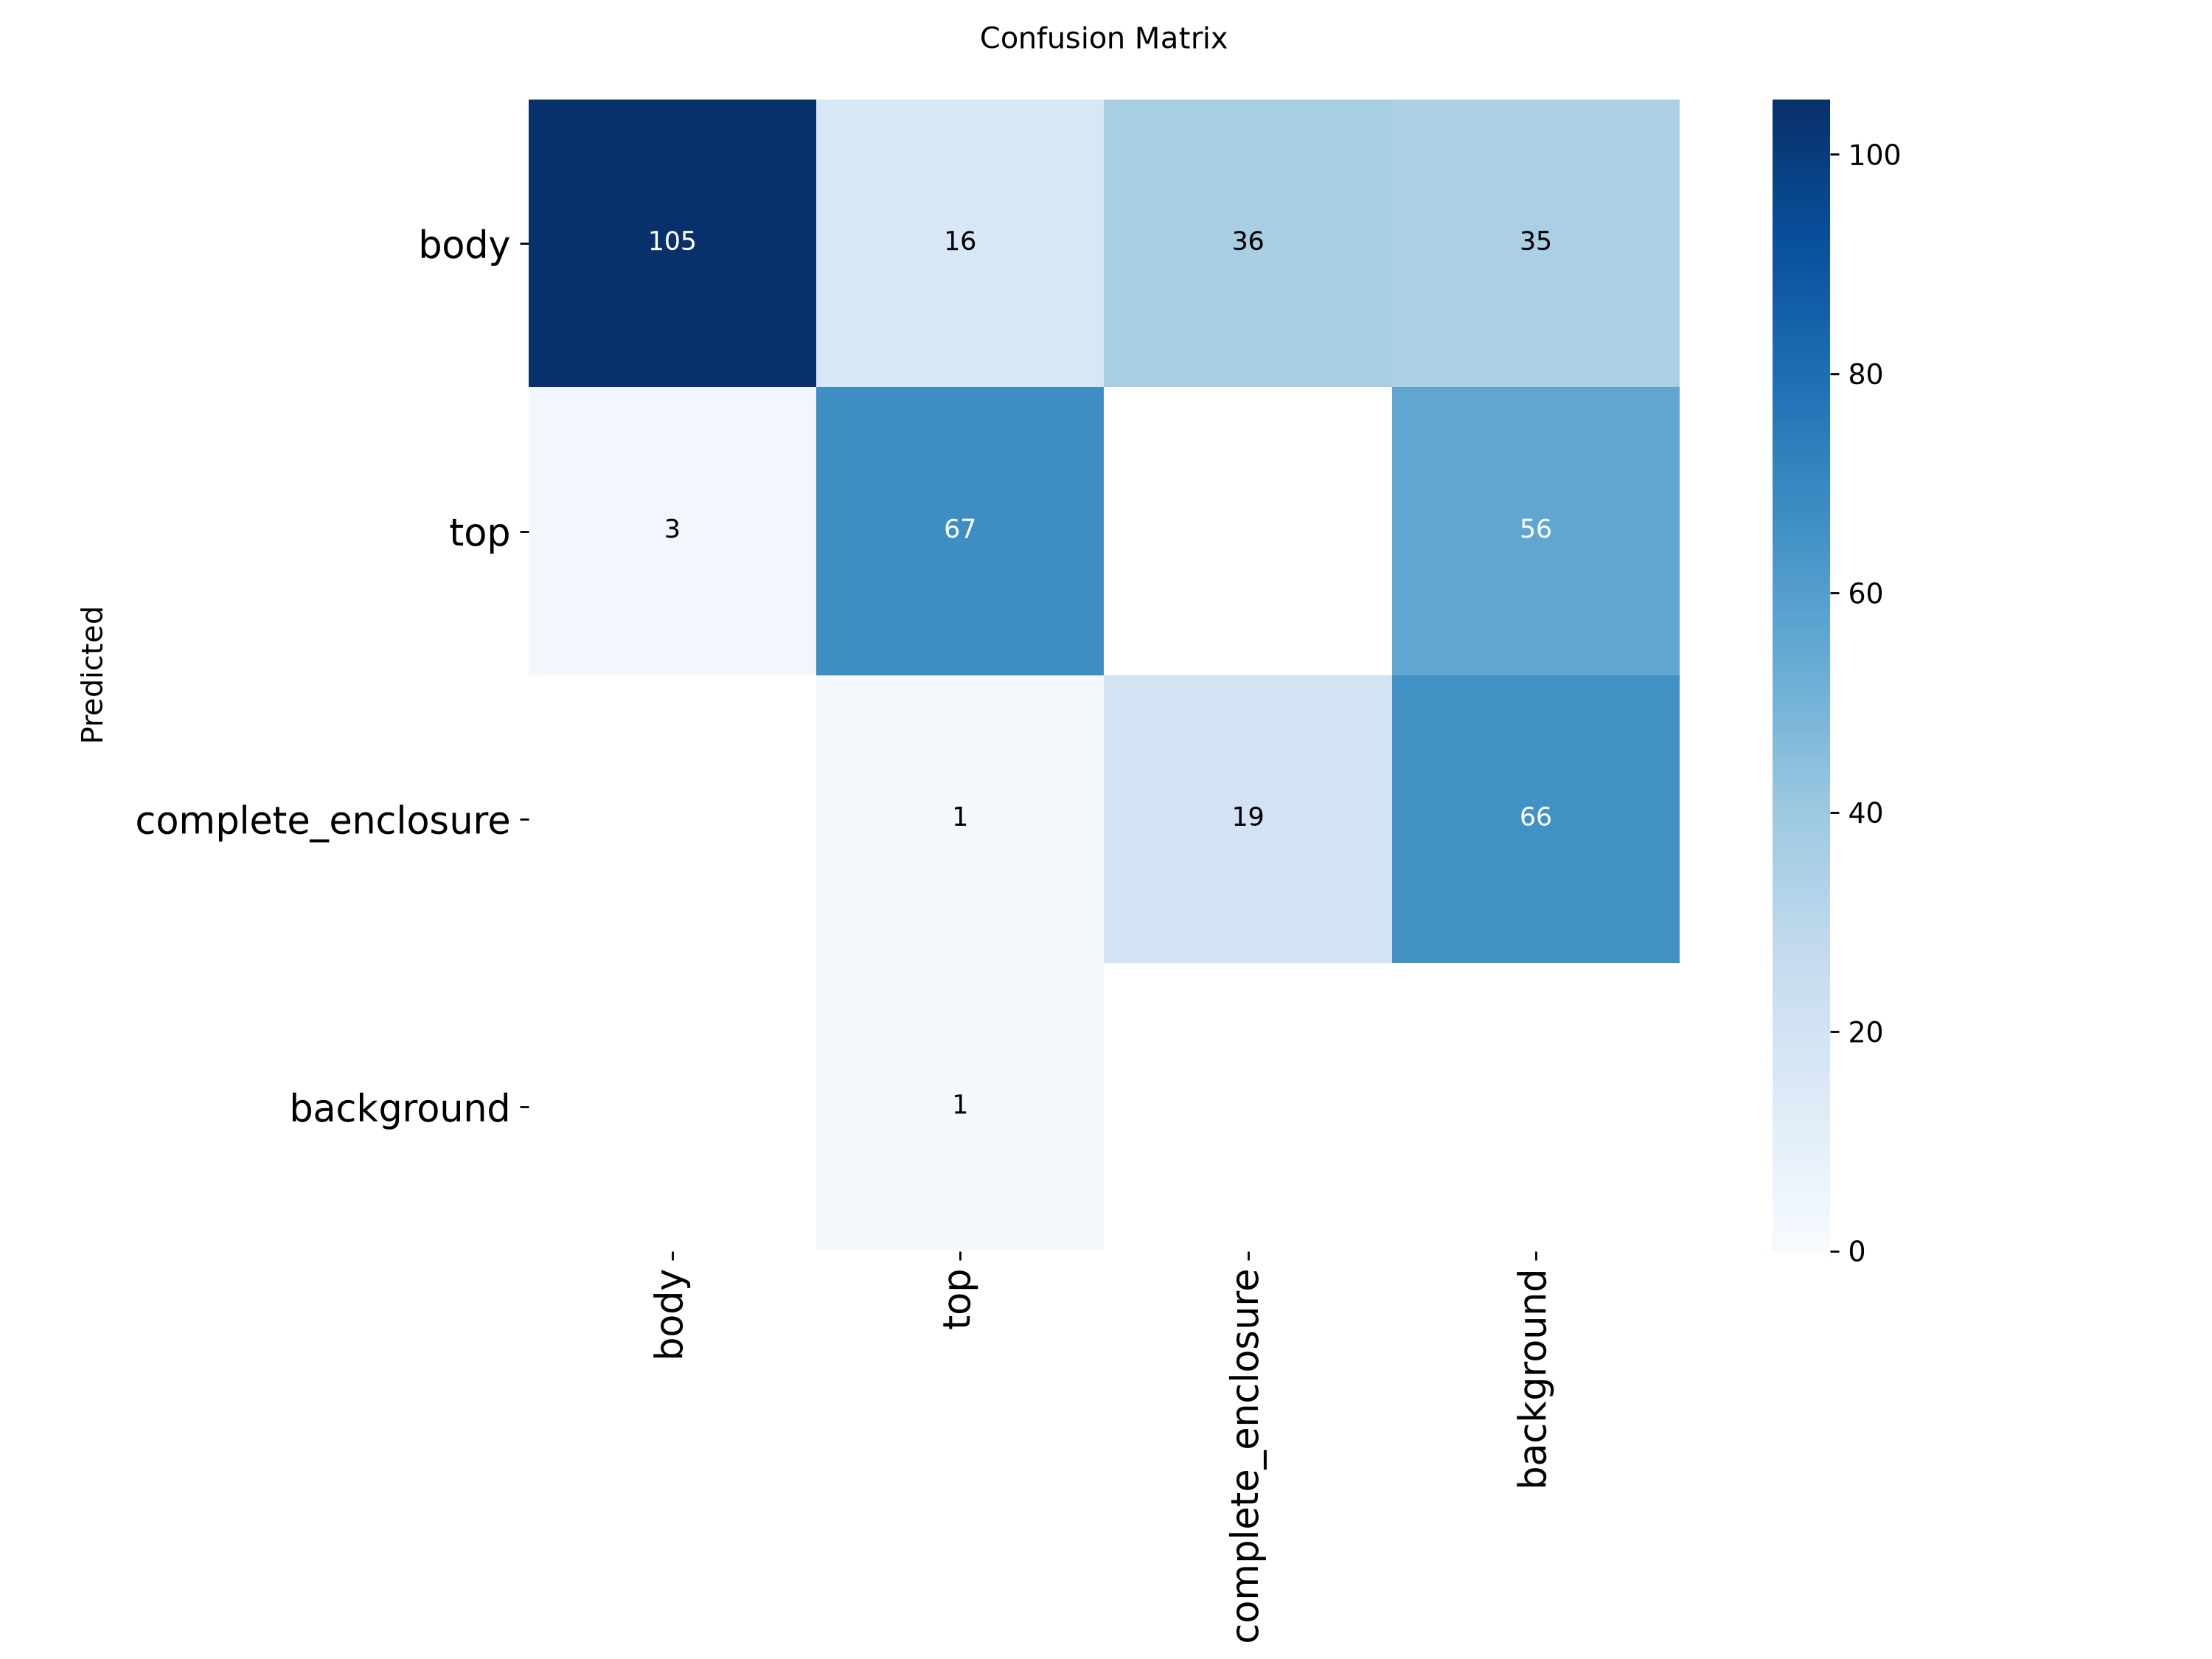 Confusion Matrix
body
105
16
36
35
top
3
67
56
complete_enclosure
1
19
66
background
1
Predicted
body
top
complete_enclosure
background
100
80
60
40
20
0